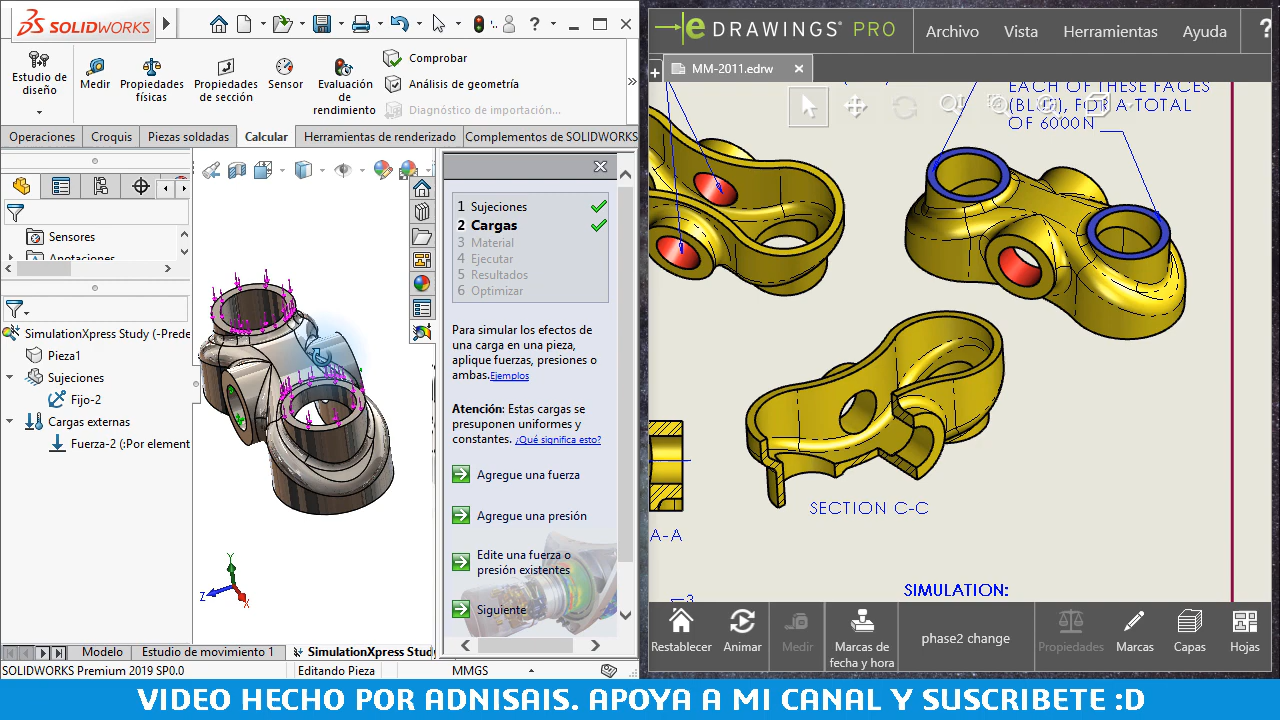 SOLIDWORKS
Estudio de
diseño
Medir
Propiedades
físicas
Propiedades
de sección
Sensor
Evaluación
de
rendimiento
Comprobar
Análisis de geometría
Diagnóstico de importación...
Operaciones
Croquis
Piezas soldadas
Calcular
Herramientas de renderizado
Complementos de SOLIDWORKS
Sensores
Anotaciones
SimulationXpress Study (-Prede
Pieza1
Sujeciones
Fijo-2
Cargas externas
Fuerza-2 (:Por element
Y
Z
X
1 Sujeciones
2 Cargas
3 Material
4 Ejecutar
5 Resultados
6 Optimizar
Para simular los efectos de
una carga en una pieza,
aplique fuerzas, presiones o
ambas.Ejemplos
Atención: Estas cargas se
presuponen uniformes y
constantes. ¿Qué significa esto?
Agregue una fuerza
Agregue una presión
Edite una fuerza o
presión existentes
Siguiente
Modelo
Estudio de movimiento 1
SimulationXpress Stud
SOLIDWORKS Premium 2019 SP0.0
Editando Pieza
MMGS
eDRAWINGS® PRO
Archivo
Vista
Herramientas
Ayuda
?
MM-2011.edrw
EACH OF THESE FACES
(BLUE), FOR A TOTAL
OF 6000N
SECTION C-C
A-A
SIMULATION:
Restablecer
Animar
Medir
Marcas de
fecha y hora
phase2 change
Propiedades
Marcas
Capas
Hojas
VIDEO HECHO POR ADNISAIS. APOYA A MI CANAL Y SUSCRIBETE :D